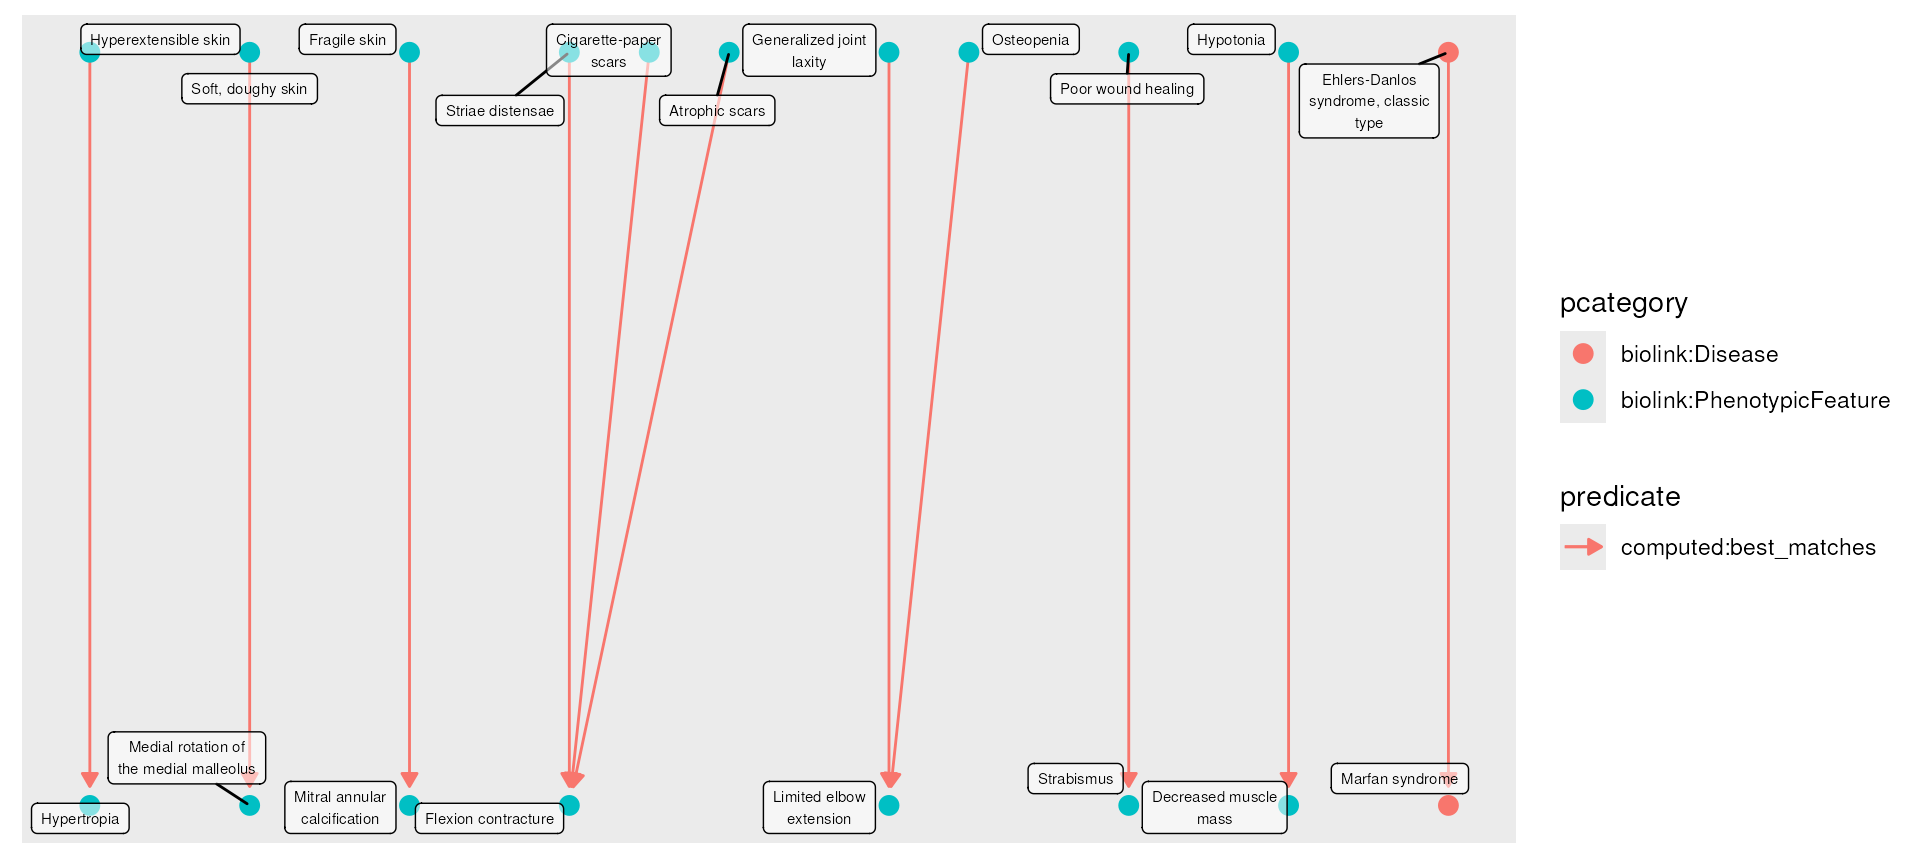 Hyperextensible skin
Fragile skin
Cigarette-paper
scars
Generalized joint
laxity
Osteopenia
Hypotonia
Soft, doughy skin
Striae distensae
Atrophic scars
Poor wound healing
Ehlers-Danlos
syndrome, classic
type
pcategory
biolink:Disease
biolink:PhenotypicFeature
predicate
computed:best_matches
Medial rotation of
the medial malleolus
Hypertropia
Mitral annular
calcification
Flexion contracture
Limited elbow
extension
Strabismus
Decreased muscle
mass
Marfan syndrome